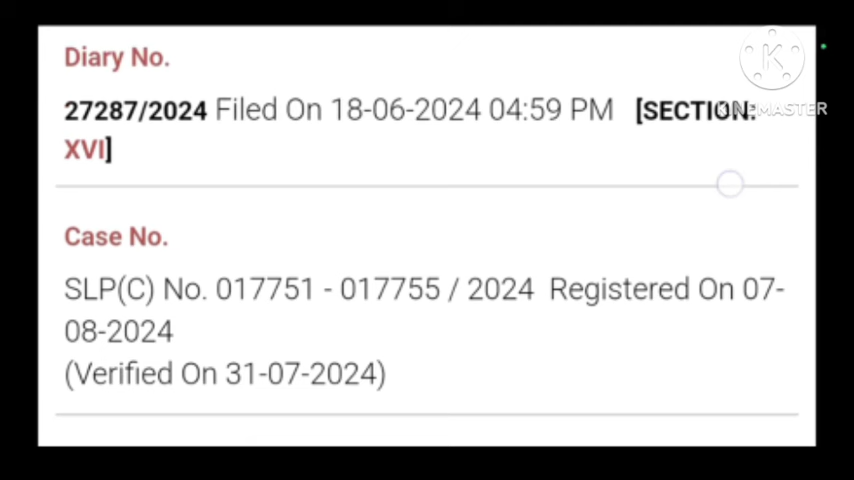 Diary No.
27287/2024 Filed On 18-06-2024 04:59 PM [SECTION:
XVI]
KINEMASTER
Case No.
SLP(C) No. 017751 - 017755 / 2024 Registered On 07-
08-2024
(Verified On 31-07-2024)